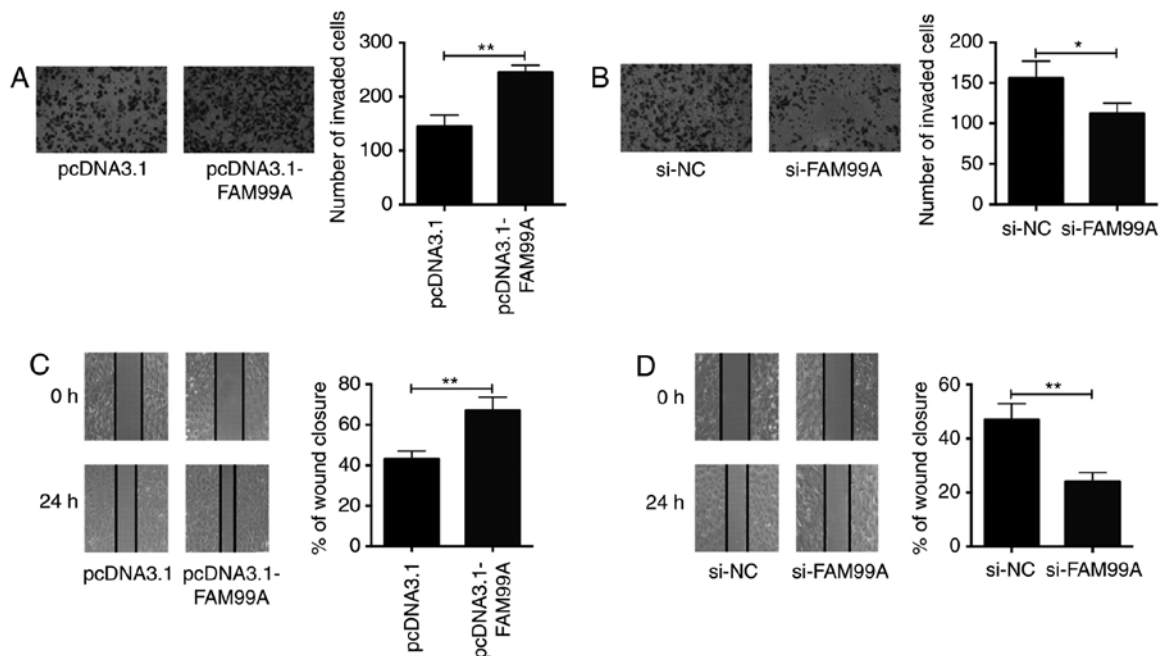 A
pcDNA3.1
pcDNA3.1-
FAM99A
Number of invaded cells
300
200
100
0
**
pcDNA3.1
pcDNA3.1-
FAM99A
B
si-NC
si-FAM99A
Number of invaded cells
200
150
100
50
0
*
si-NC
si-FAM99A
C
0 h
24 h
pcDNA3.1
pcDNA3.1-
FAM99A
% of wound closure
80
60
40
20
0
**
pcDNA3.1
pcDNA3.1-
FAM99A
D
0 h
24 h
si-NC
si-FAM99A
% of wound closure
60
40
20
0
**
si-NC
si-FAM99A